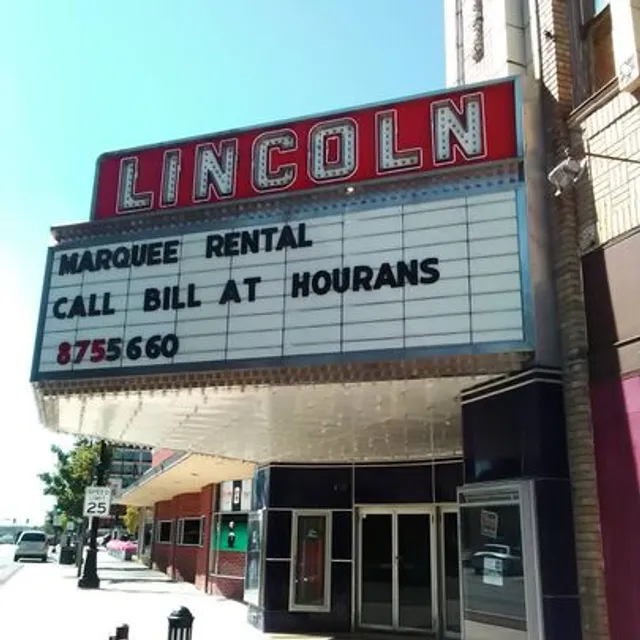 LINCOLN
MARQUEE RENTAL
CALL BILL AT HOURANS
8755660
SPEED
LIMIT
25